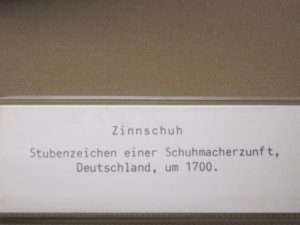 Zinnschuh
Stubenzeichen einer Schuhmacherzunft,
Deutschland, um 1700.